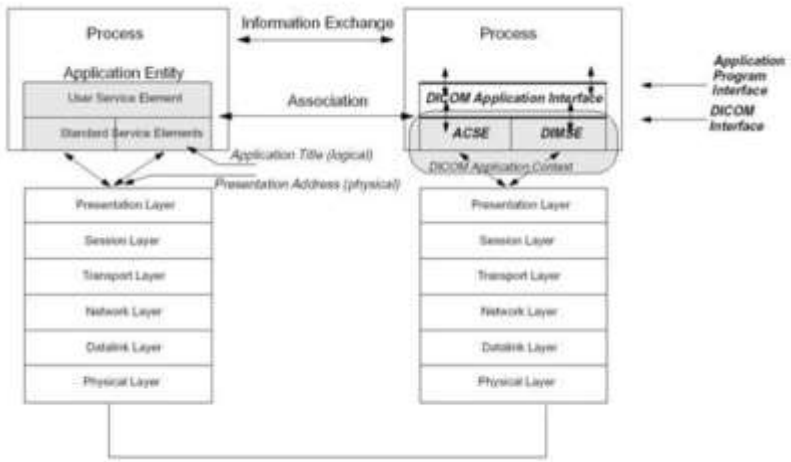 Process
Information Exchange
Process
Application Entity
User Service Element
Standard Service Elements
Association
DICOM Application Interface
ACSE
DIMSE
DICOM Application Context
Application
Program
Interface
DICOM
Interface
Application Title (logical)
Presentation Address (physical)
Presentation Layer
Session Layer
Transport Layer
Network Layer
Datalink Layer
Physical Layer
Presentation Layer
Session Layer
Transport Layer
Network Layer
Datalink Layer
Physical Layer